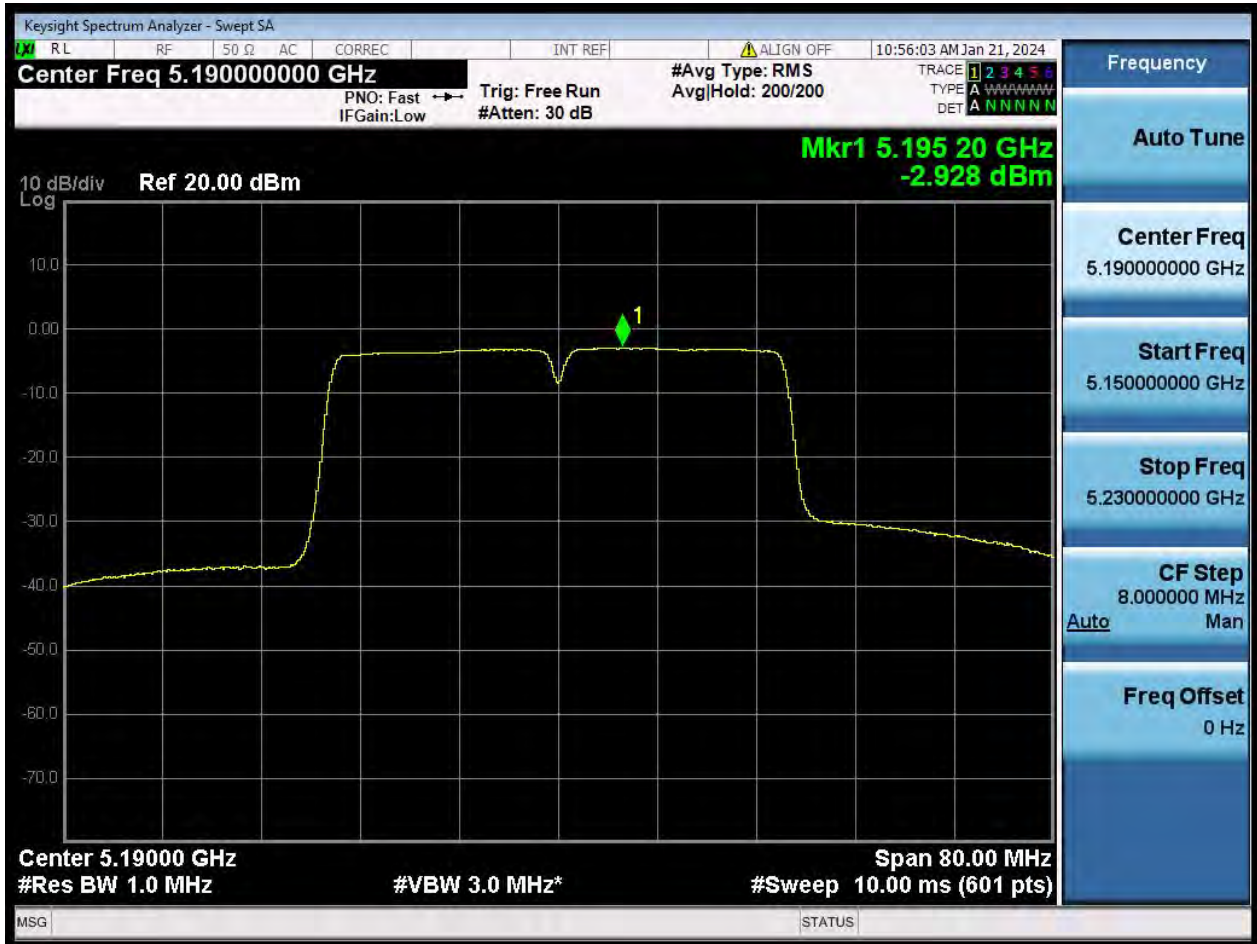 Keysight Spectrum Analyzer - Swept SA
LXI RL RF 50 Ω AC CORREC INT REF ALIGN OFF 10:56:03 AM Jan 21, 2024
Center Freq 5.190000000 GHz
PNO: Fast
IFGain:Low
Trig: Free Run
#Atten: 30 dB
#Avg Type: RMS
Avg|Hold: 200/200
TRACE 1 2 3 4 5 6
TYPE A WWWWW
DET A N N N N N
Mkr1 5.195 20 GHz
-2.928 dBm
10 dB/div Ref 20.00 dBm
Log
10.0
0.00
-10.0
-20.0
-30.0
-40.0
-50.0
-60.0
-70.0
1
Center 5.19000 GHz Span 80.00 MHz
#Res BW 1.0 MHz #VBW 3.0 MHz* #Sweep 10.00 ms (601 pts)
MSG STATUS
Frequency
Auto Tune
Center Freq
5.190000000 GHz
Start Freq
5.150000000 GHz
Stop Freq
5.230000000 GHz
CF Step
8.000000 MHz
Auto Man
Freq Offset
0 Hz